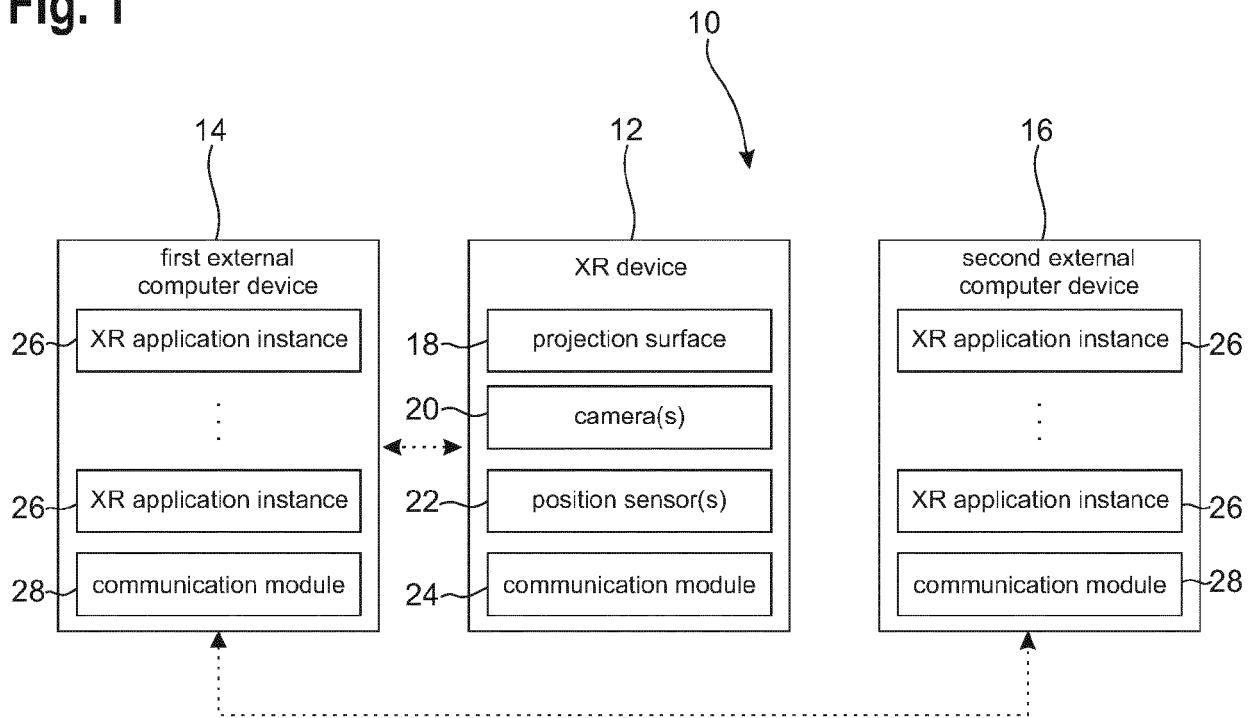 Fig. 1
10
14
12
16
first external
computer device
XR device
second external
computer device
26
XR application instance
18
projection surface
XR application instance
26
20
camera(s)
26
XR application instance
22
position sensor(s)
XR application instance
26
28
communication module
24
communication module
communication module
28